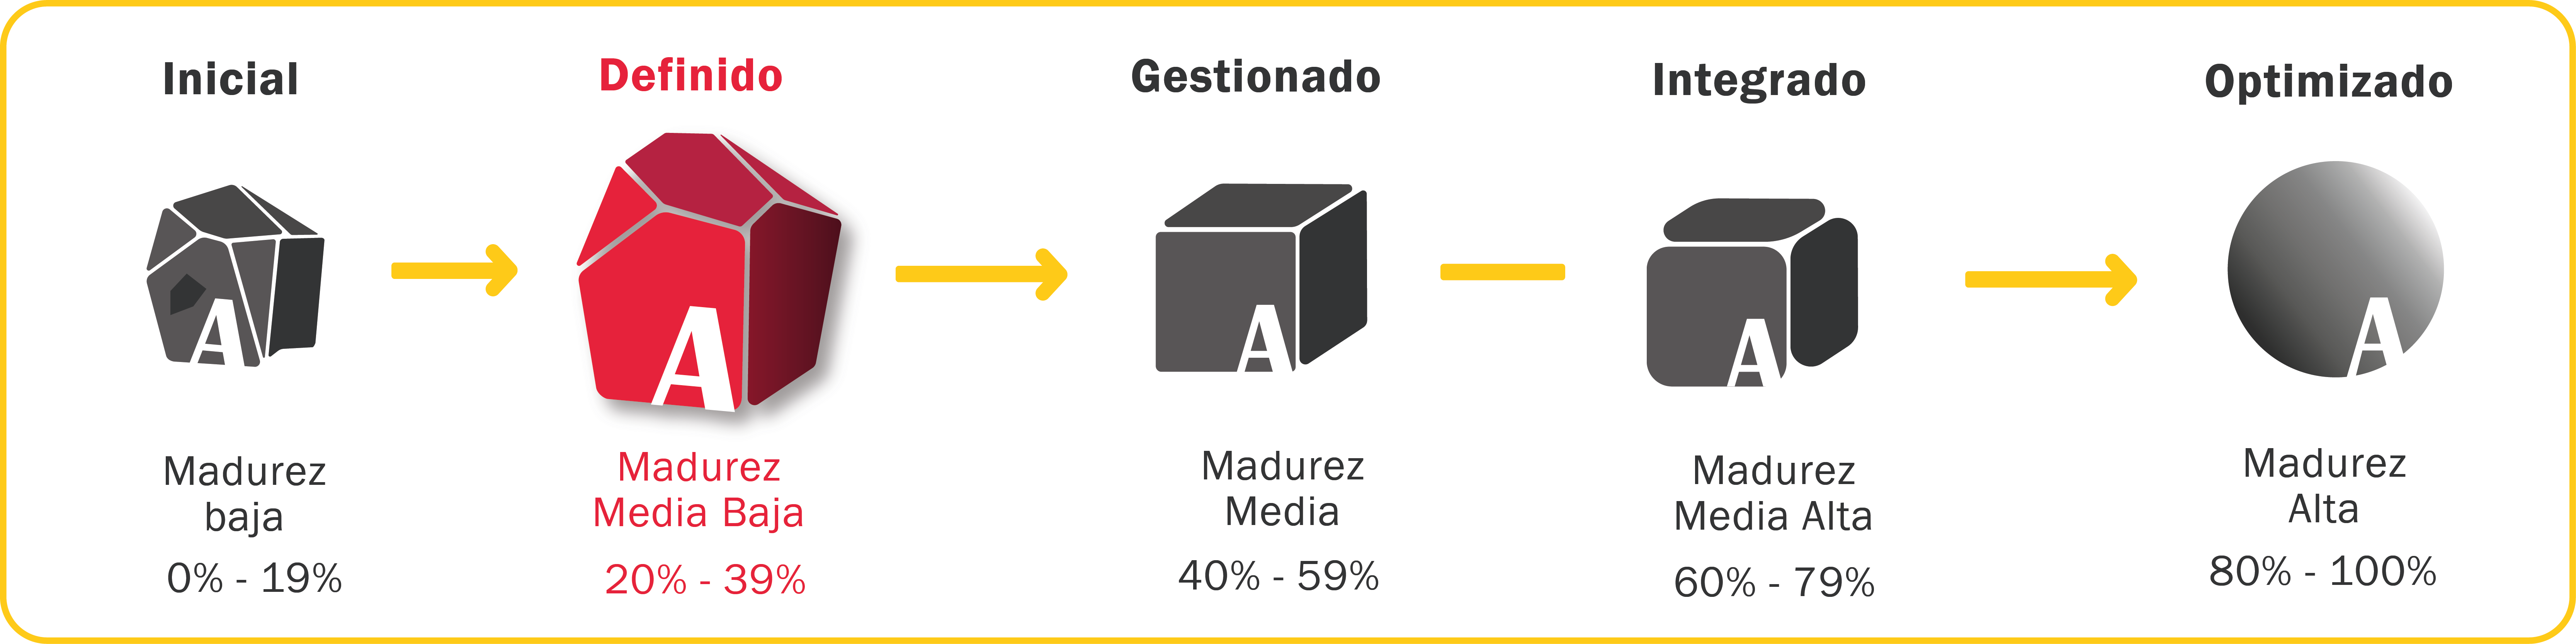 Inicial
Definido
Gestionado
Integrado
Optimizado
A
A
A
A
A
Madurez
baja
0% - 19%
Madurez
Media Baja
20% - 39%
Madurez
Media
40% - 59%
Madurez
Media Alta
60% - 79%
Madurez
Alta
80% - 100%